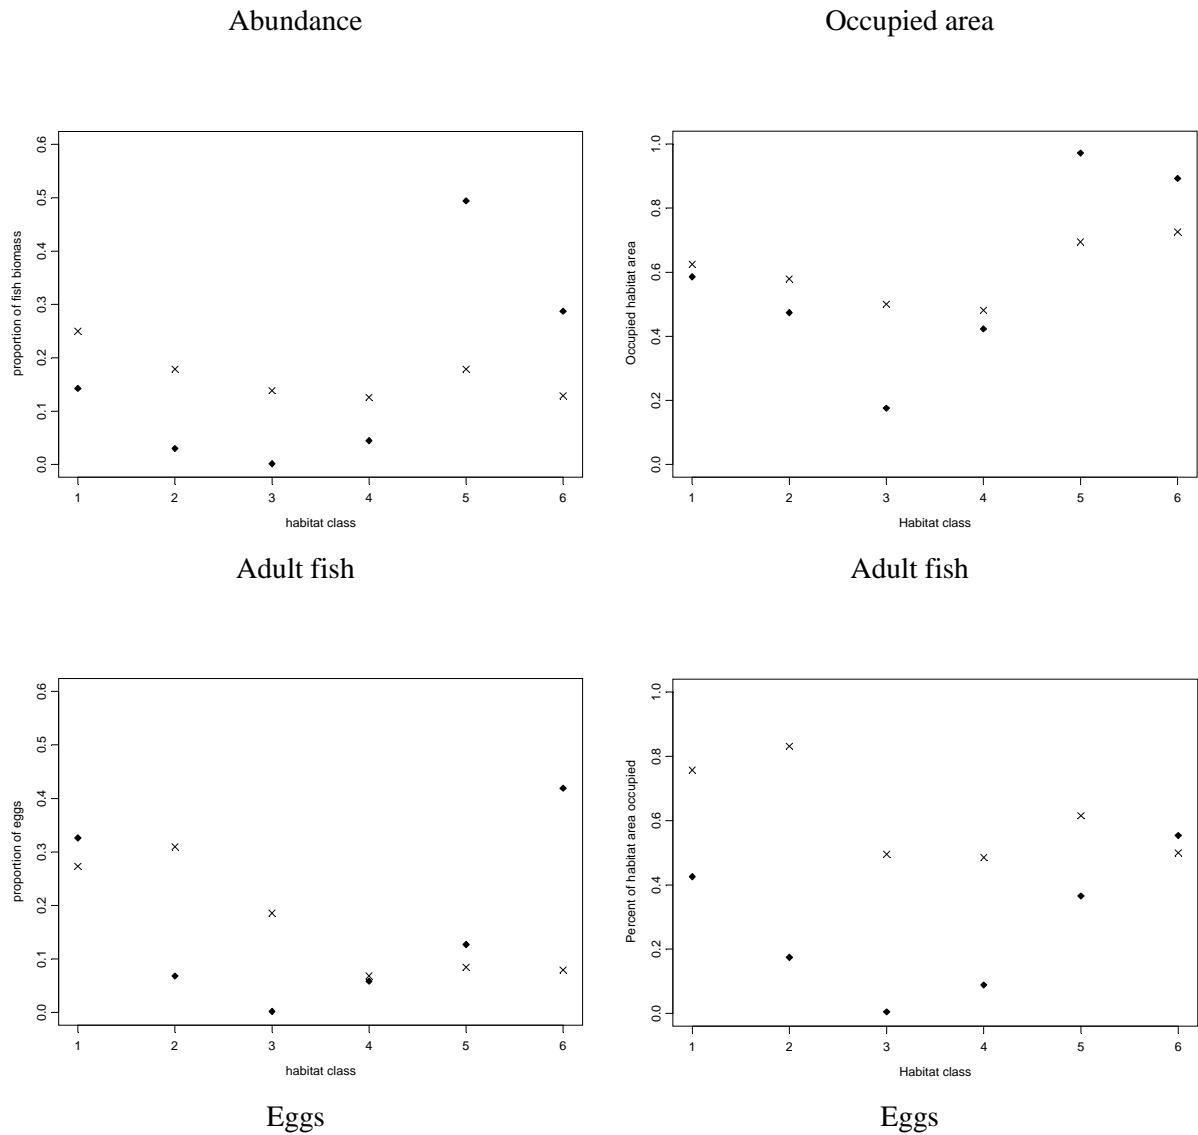 Abundance
Occupied area
proportion of fish biomass
0.0 0.1 0.2 0.3 0.4 0.5 0.6
1 2 3 4 5 6
habitat class
Occupied habitat area
0.0 0.2 0.4 0.6 0.8 1.0
1 2 3 4 5 6
Habitat class
Adult fish
Adult fish
proportion of eggs
0.0 0.1 0.2 0.3 0.4 0.5 0.6
1 2 3 4 5 6
habitat class
Percent of habitat area occupied
0.0 0.2 0.4 0.6 0.8 1.0
1 2 3 4 5 6
Habitat class
Eggs
Eggs